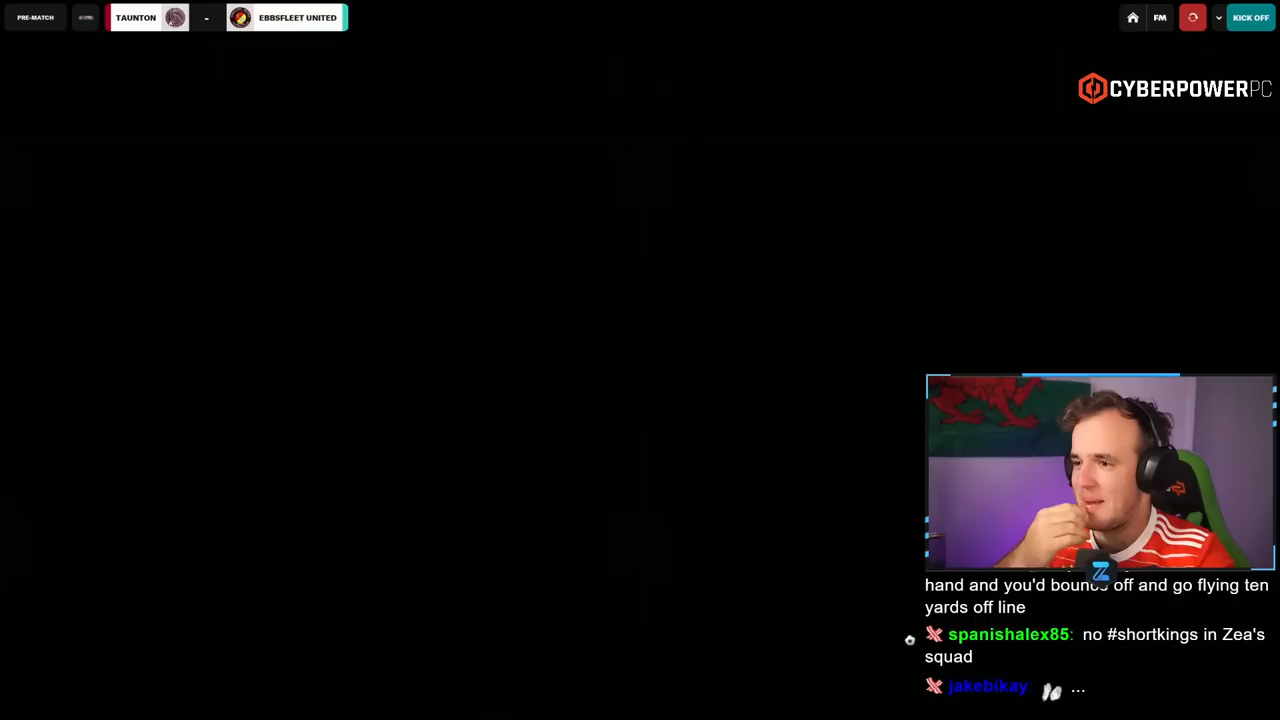 PRE-MATCH
TAUNTON - EBBSFLEET UNITED
FM
KICK OFF
CYBERPOWERPC
hand and you'd bounce off and go flying ten
yards off line
spanishalex85: no #shortkings in Zea's
squad
jakebikay: ...